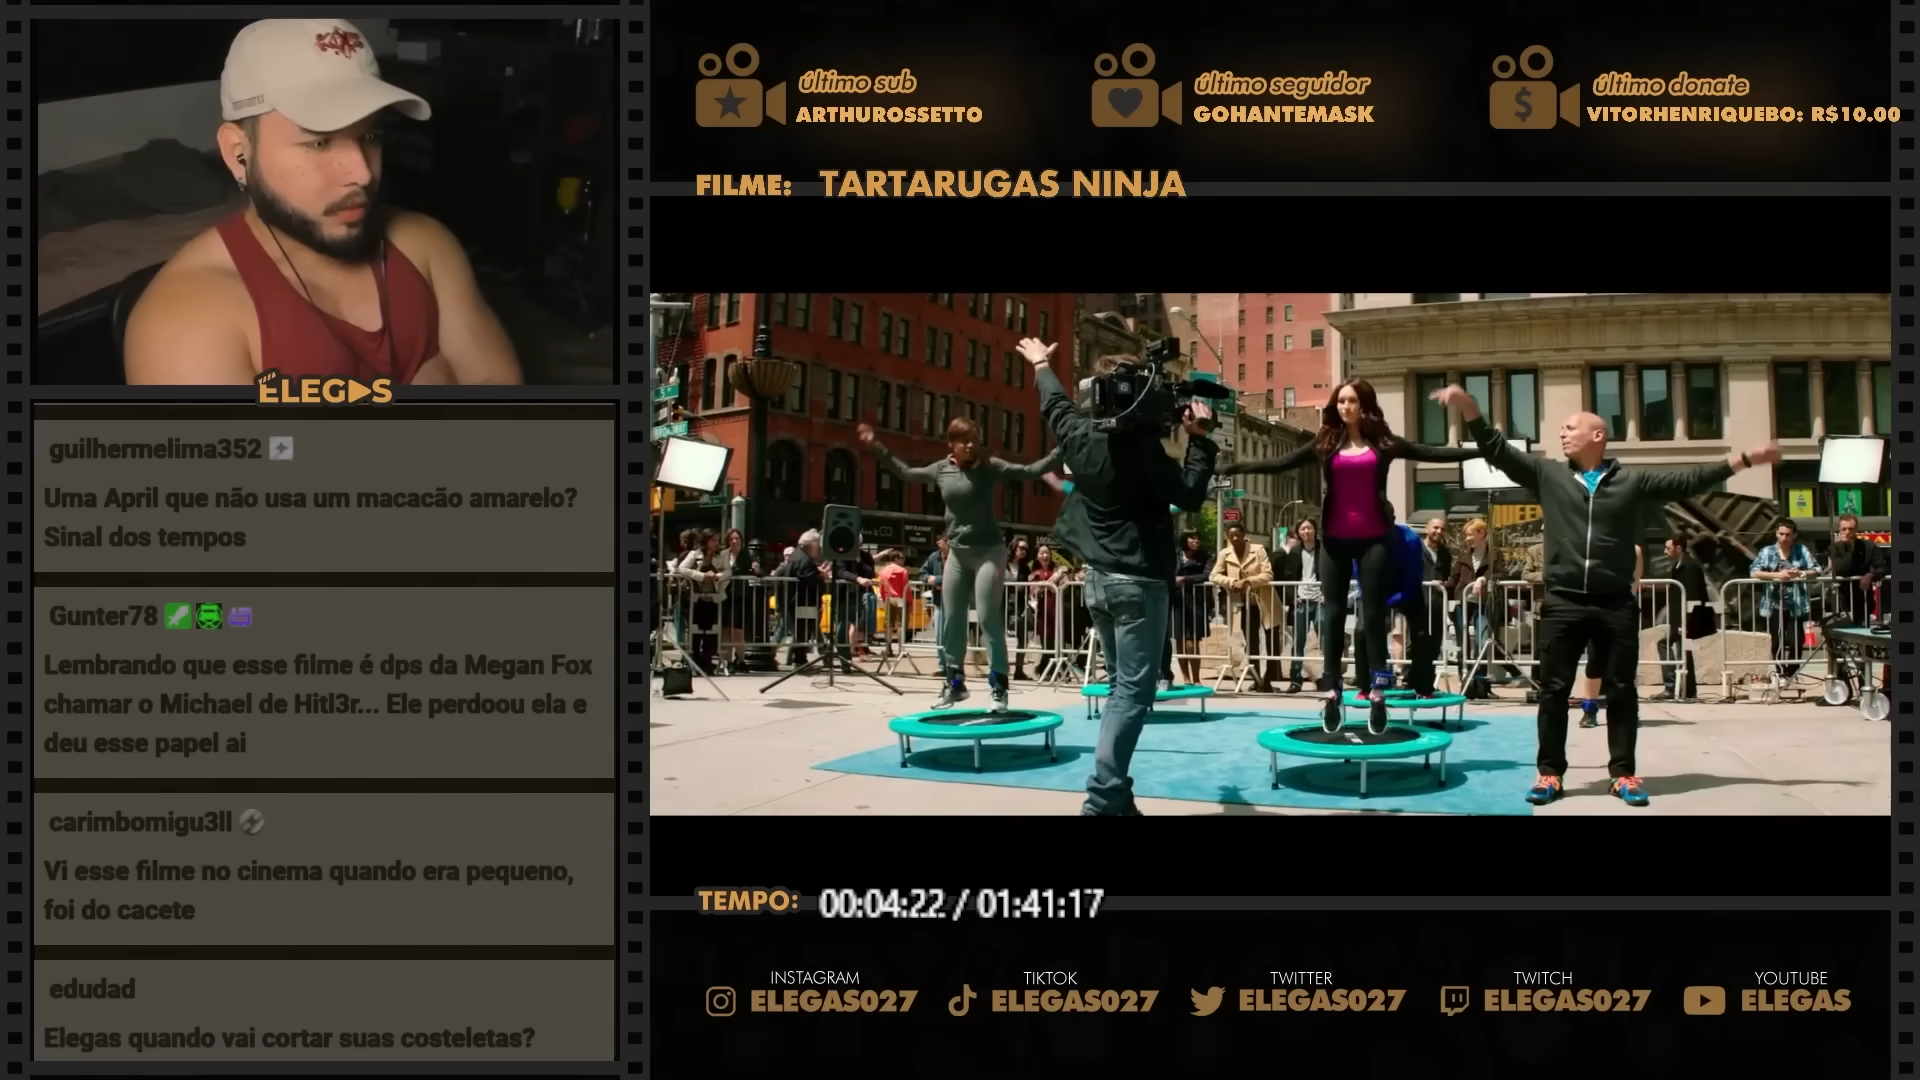 último sub
ARTHUROSSETTO
último seguidor
GOHANTEMASK
último donate
VITORHENRIQUEBO: R$10.00
FILME: TARTARUGAS NINJA
ELEGAS
guilhermelima352
Uma April que não usa um macacão amarelo?
Sinal dos tempos
Gunter78
Lembrando que esse filme é dps da Megan Fox
chamar o Michael de Hitl3r... Ele perdoou ela e
deu esse papel ai
carimbomigu3ll
Vi esse filme no cinema quando era pequeno,
foi do cacete
edudad
Elegas quando vai cortar suas costeletas?
TEMPO: 00:04:22 / 01:41:17
INSTAGRAM
ELEGAS027
TIKTOK
ELEGAS027
TWITTER
ELEGAS027
TWITCH
ELEGAS027
YOUTUBE
ELEGAS